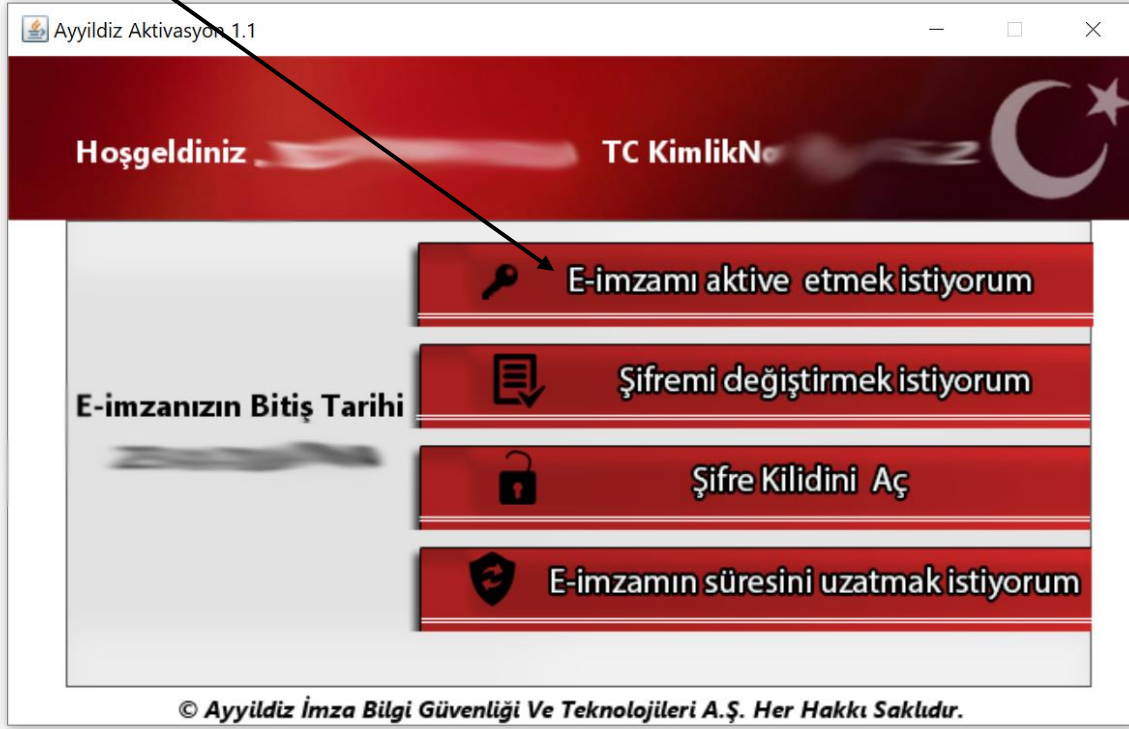 Ayyildiz Aktivasyon 1.1
Hoşgeldiniz
TC KimlikNo
E-imzamı aktive etmek istiyorum
Şifremi değiştirmek istiyorum
E-imzanızın Bitiş Tarihi
Şifre Kilidini Aç
E-imzamın süresini uzatmak istiyorum
© Ayyildiz İmza Bilgi Güvenliği Ve Teknolojileri A.Ş. Her Hakkı Saklıdır.